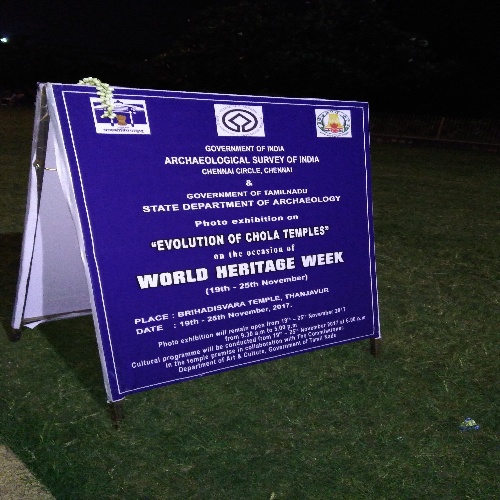 GOVERNMENT OF INDIA
ARCHAEOLOGICAL SURVEY OF INDIA
CHENNAI CIRCLE, CHENNAI
&
GOVERNMENT OF TAMILNADU
STATE DEPARTMENT OF ARCHAEOLOGY
Photo exhibition on
"EVOLUTION OF CHOLA TEMPLES"
on the occasion of
WORLD HERITAGE WEEK
(19th - 25th November)
PLACE : BRIHADISVARA TEMPLE, THANJAVUR
DATE : 19th - 25th November, 2017.
Photo exhibition will remain open from 19th - 25th November 2017
from 9.30 a.m to 5.00 p.m.
Cultural programme will be conducted from 19th - 25th November 2017 at 6.00 p.m
in the temple premise in collaboration with The Commissioner,
Department of Art & Culture, Government of Tamil Nadu